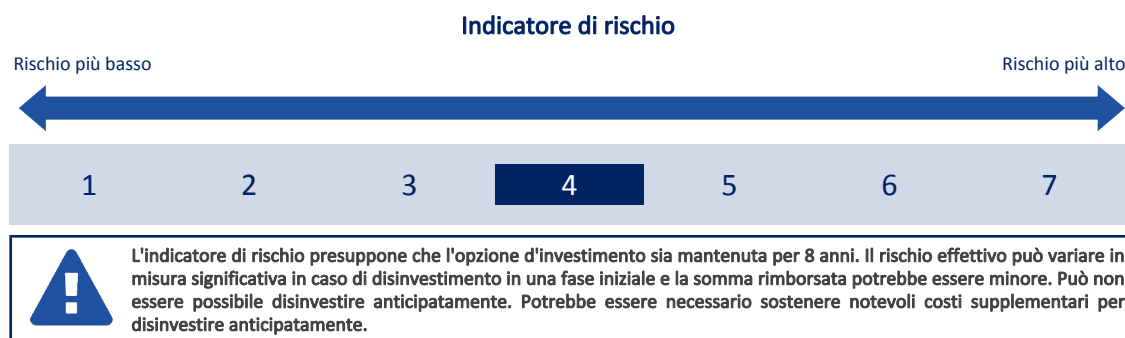 Indicatore di rischio
Rischio più basso
Rischio più alto
1 2 3 4 5 6 7
L'indicatore di rischio presuppone che l'opzione d'investimento sia mantenuta per 8 anni. Il rischio effettivo può variare in
misura significativa in caso di disinvestimento in una fase iniziale e la somma rimborsata potrebbe essere minore. Può non
essere possibile disinvestire anticipatamente. Potrebbe essere necessario sostenere notevoli costi supplementari per
disinvestire anticipatamente.